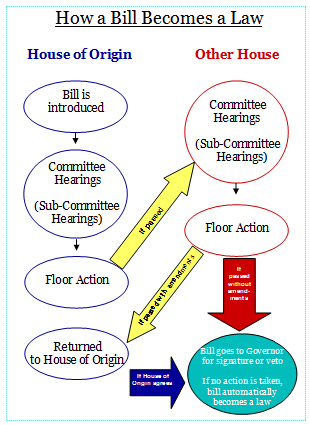 How a Bill Becomes a Law
House of Origin
Other House
Bill is
introduced
Committee
Hearings
(Sub-Committee
Hearings)
Floor Action
Returned
to House of Origin
Committee
Hearings
(Sub-Committee
Hearings)
Floor Action
If passed
If passed with amendments
If
passed
without
amend-
ments
If House of
Origin agrees
Bill goes to Governor
for signature or veto
If no action is taken,
bill automatically
becomes a law